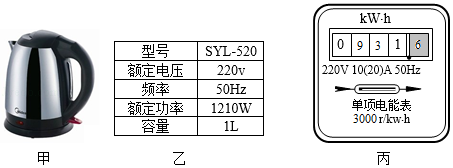 kW·h
0 9 3 1 6
220V 10(20)A 50Hz
单项电能表
3000r/kw·h
型号 SYL-520
额定电压 220v
频率 50Hz
额定功率 1210W
容量 1L
甲 乙 丙